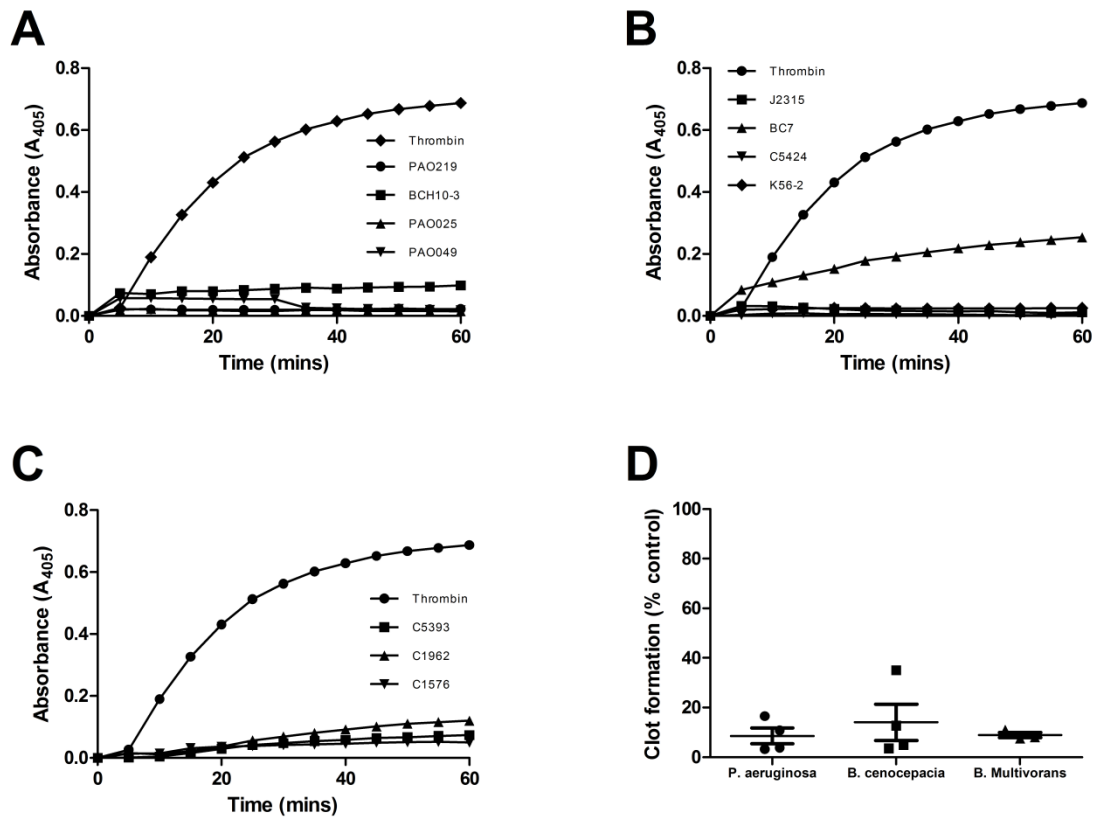 A
Absorbance (A405)
0.8
0.6
0.4
0.2
0.0
0
20
40
60
Time (mins)
Thrombin
PAO219
BCH10-3
PAO025
PAO049
B
Absorbance (A405)
0.8
0.6
0.4
0.2
0.0
0
20
40
60
Time (mins)
Thrombin
J2315
BC7
C5424
K56-2
C
Absorbance (A405)
0.8
0.6
0.4
0.2
0.0
0
20
40
60
Time (mins)
Thrombin
C5393
C1962
C1576
D
Clot formation (% control)
100
80
60
40
20
0
P. aeruginosa
B. cenocepacia
B. Multivorans